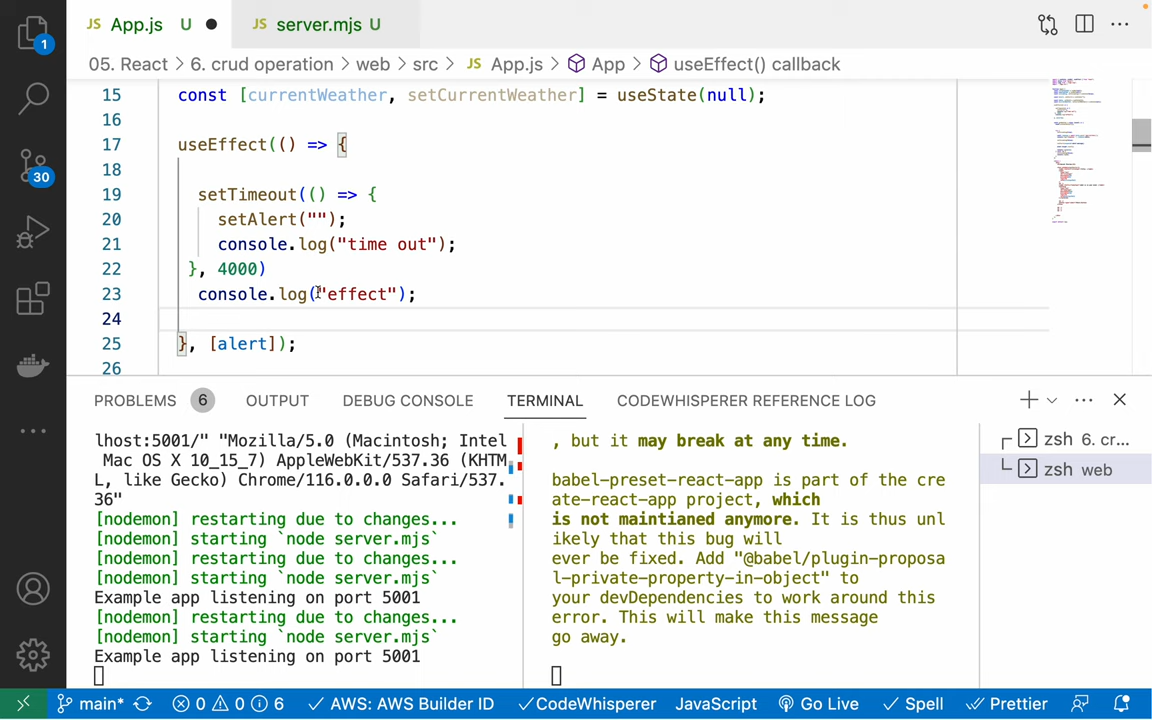 JS App.js U
JS server.mjs U
1
05. React > 6. crud operation > web > src > JS App.js > App > useEffect() callback
15 const [currentWeather, setCurrentWeather] = useState(null);
16
17 useEffect(() => {
18
19 setTimeout(() => {
20 setAlert("");
21 console.log("time out");
22 }, 4000)
23 console.log("effect");
24
25 }, [alert]);
26
30
PROBLEMS 6 OUTPUT DEBUG CONSOLE TERMINAL CODEWHISPERER REFERENCE LOG
lhost:5001/" "Mozilla/5.0 (Macintosh; Intel
Mac OS X 10_15_7) AppleWebKit/537.36 (KHTM
L, like Gecko) Chrome/116.0.0.0 Safari/537.
36"
[nodemon] restarting due to changes...
[nodemon] starting `node server.mjs`
[nodemon] restarting due to changes...
[nodemon] starting `node server.mjs`
Example app listening on port 5001
[nodemon] restarting due to changes...
[nodemon] starting `node server.mjs`
Example app listening on port 5001
, but it may break at any time.
babel-preset-react-app is part of the cre
ate-react-app project, which
is not maintianed anymore. It is thus unl
ikely that this bug will
ever be fixed. Add "@babel/plugin-proposa
l-private-property-in-object" to
your devDependencies to work around this
error. This will make this message
go away.
zsh 6. cr...
zsh web
main* 0 0 6 AWS: AWS Builder ID CodeWhisperer JavaScript Go Live Spell Prettier